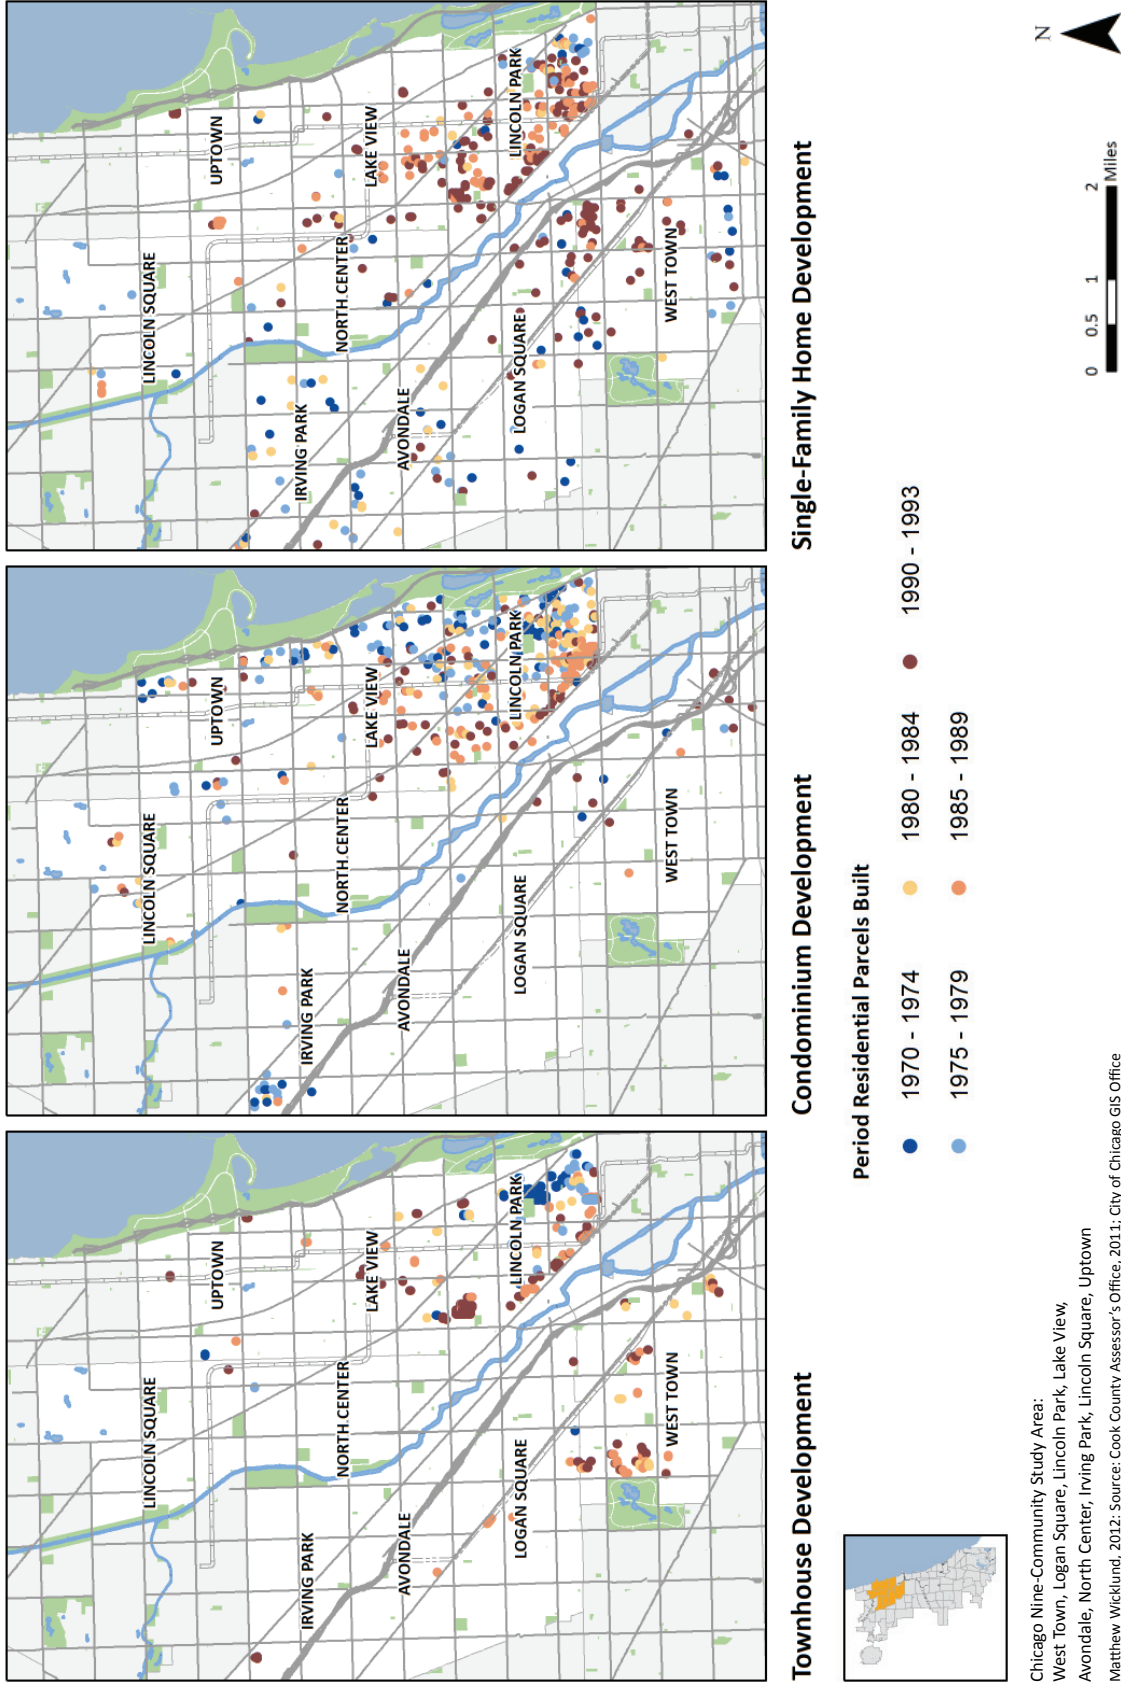 UPTOWN
LINCOLN SQUARE
LAKE VIEW
NORTH CENTER
IRVING PARK
LINCOLN PARK
AVONDALE
LOGAN SQUARE
WEST TOWN
Townhouse Development
UPTOWN
LINCOLN SQUARE
LAKE VIEW
NORTH CENTER
IRVING PARK
LINCOLN PARK
AVONDALE
LOGAN SQUARE
WEST TOWN
Condominium Development
UPTOWN
LINCOLN SQUARE
LAKE VIEW
NORTH CENTER
IRVING PARK
LINCOLN PARK
AVONDALE
LOGAN SQUARE
WEST TOWN
Single-Family Home Development
Period Residential Parcels Built
1970 - 1974
1980 - 1984
1990 - 1993
1975 - 1979
1985 - 1989
Chicago Nine-Community Study Area:
West Town, Logan Square, Lincoln Park, Lake View,
Avondale, North Center, Irving Park, Lincoln Square, Uptown
Matthew Wicklund, 2012: Source: Cook County Assessor's Office, 2011; City of Chicago GIS Office
0 0.5 1 2
Miles
N